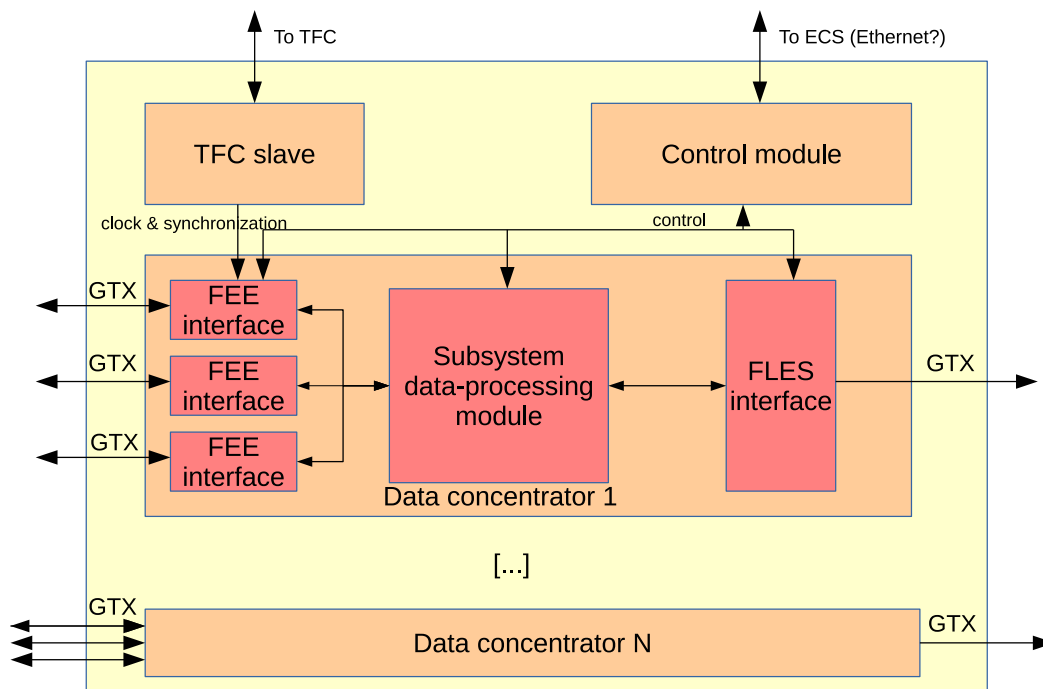 To TFC
To ECS (Ethernet?)
TFC slave
Control module
clock & synchronization
control
GTX
FEE
interface
GTX
FEE
interface
GTX
FEE
interface
Subsystem
data-processing
module
FLES
interface
GTX
Data concentrator 1
[...]
GTX
Data concentrator N
GTX